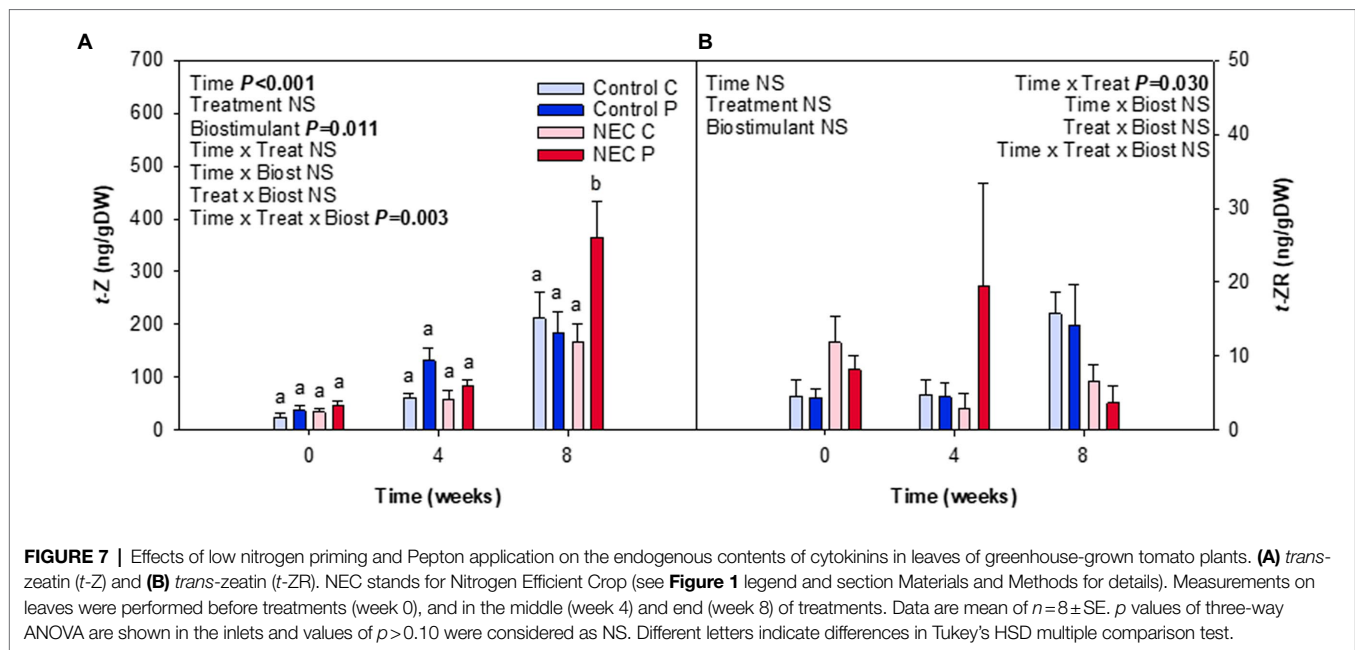 A
B
700
600
500
400
300
200
100
0
t-Z (ng/gDW)
Time P<0.001
Treatment NS
Biostimulant P=0.011
Time x Treat NS
Time x Biost NS
Treat x Biost NS
Time x Treat x Biost P=0.003
Control C
Control P
NEC C
NEC P
a a a a
a a a a
a a a b
0 4 8
Time (weeks)
Time NS
Treatment NS
Biostimulant NS
Time x Treat P=0.030
Time x Biost NS
Treat x Biost NS
Time x Treat x Biost NS
50
40
30
20
10
0
t-ZR (ng/gDW)
0 4 8
Time (weeks)
FIGURE 7 | Effects of low nitrogen priming and Pepton application on the endogenous contents of cytokinins in leaves of greenhouse-grown tomato plants. (A) trans-
zeatin (t-Z) and (B) trans-zeatin (t-ZR). NEC stands for Nitrogen Efficient Crop (see Figure 1 legend and section Materials and Methods for details). Measurements on
leaves were performed before treatments (week 0), and in the middle (week 4) and end (week 8) of treatments. Data are mean of n=8±SE. p values of three-way
ANOVA are shown in the inlets and values of p>0.10 were considered as NS. Different letters indicate differences in Tukey's HSD multiple comparison test.